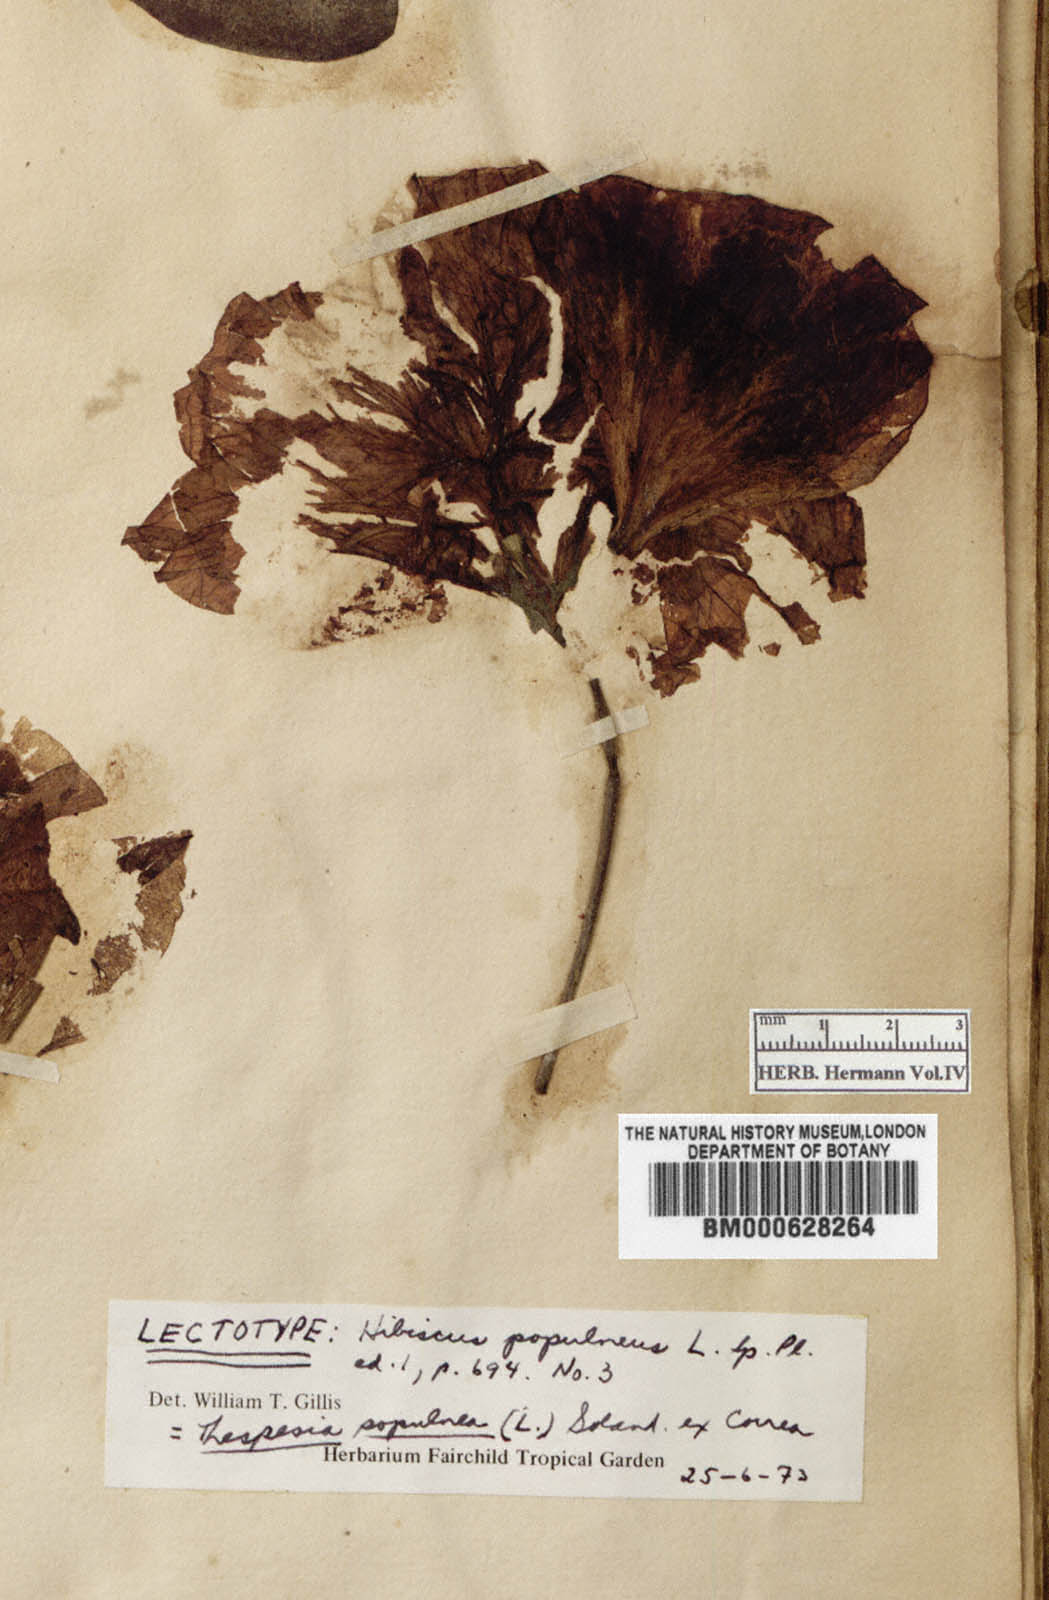 mm 1 2 3
HERB. Hermann Vol.IV
THE NATURAL HISTORY MUSEUM,LONDON
DEPARTMENT OF BOTANY
BM000628264
LECTOTYPE: Hibiscus populneus L. Sp. Pl.
ed. 1, p. 694. No. 3
Det. William T. Gillis
= Thespesia populnea (L.) Soland. ex Correa
Herbarium Fairchild Tropical Garden
25-6-73